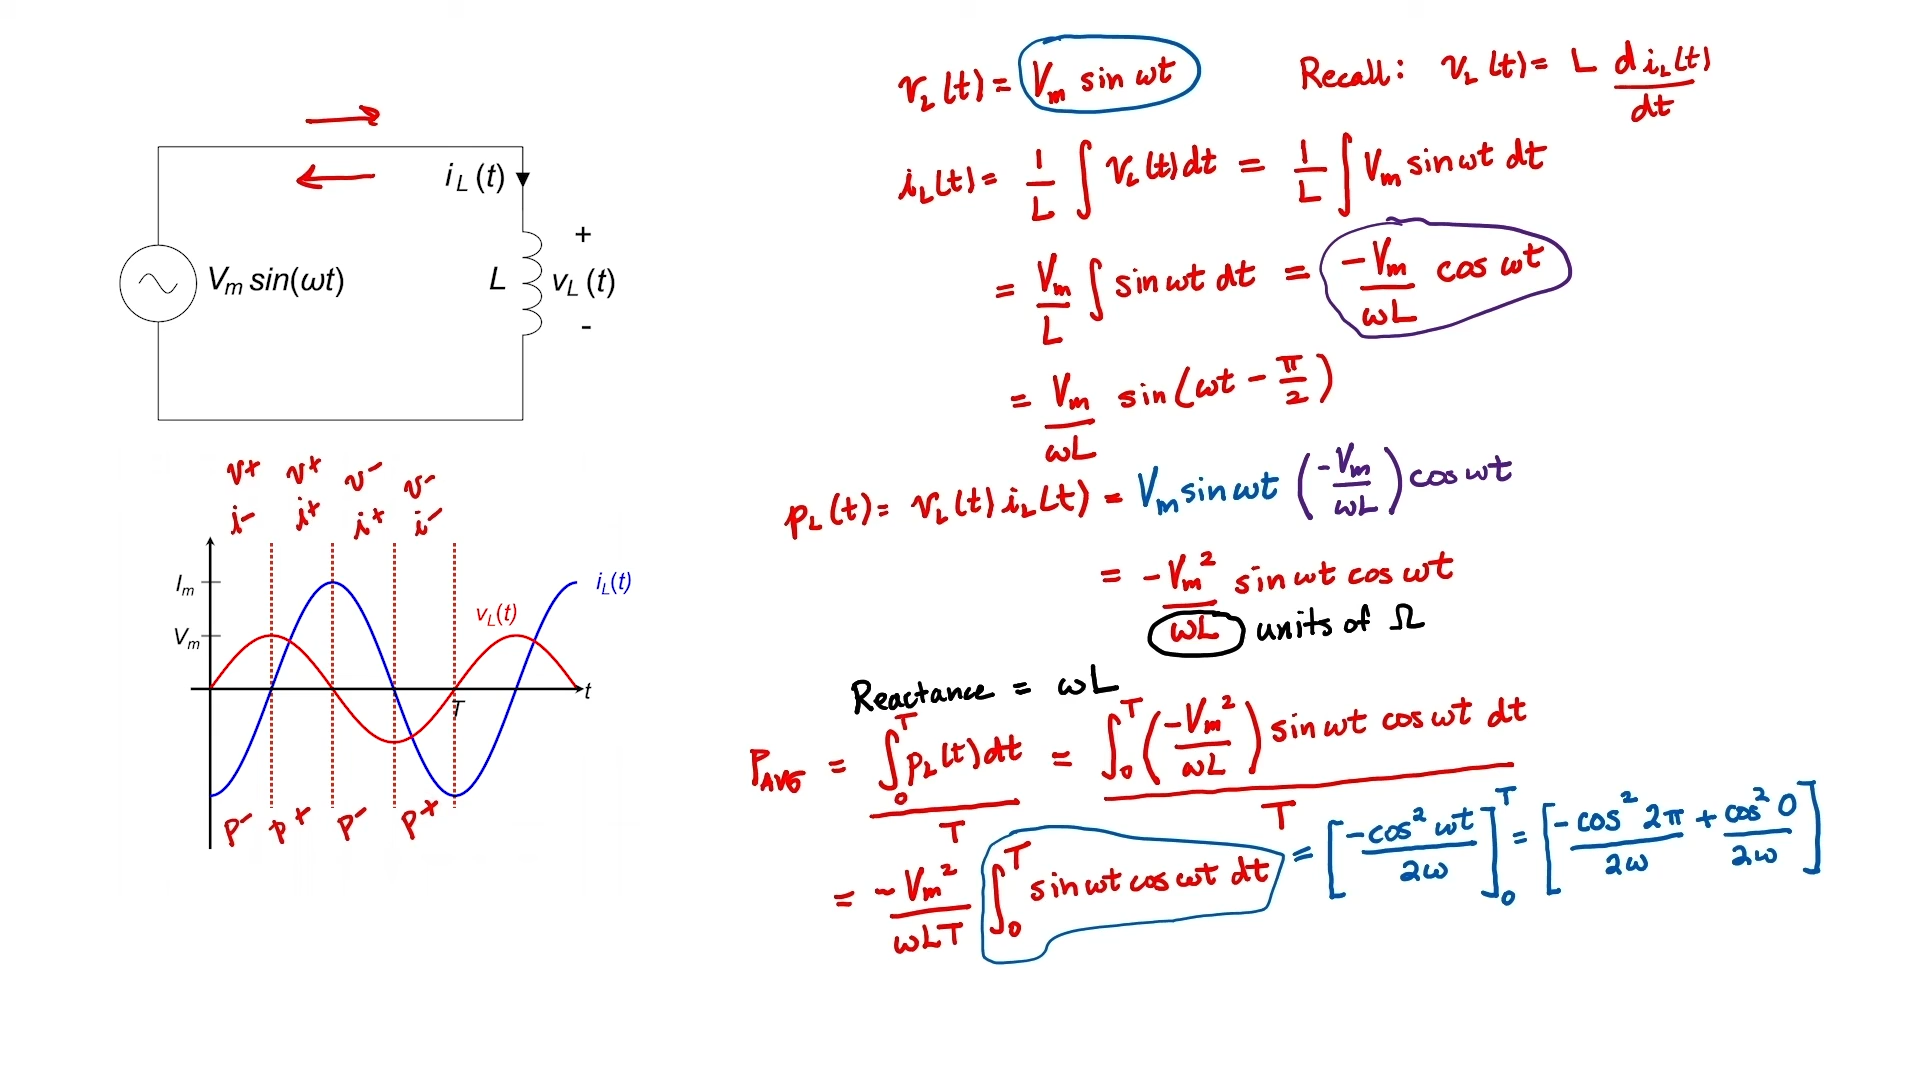 v_L(t) = V_m sin ωt
Recall: v_L(t) = L di_L(t)/dt
i_L(t) = 1/L ∫ v_L(t) dt = 1/L ∫ V_m sin ωt dt
= V_m/L ∫ sin ωt dt = -V_m/ωL cos ωt
= V_m/ωL sin(ωt - π/2)
p_L(t) = v_L(t) i_L(t) = V_m sin ωt (-V_m/ωL) cos ωt
= -V_m²/ωL sin ωt cos ωt
units of Ω
Reactance = ωL
P_AVG = ∫₀ᵀ p_L(t) dt / T = ∫₀ᵀ (-V_m²/ωL) sin ωt cos ωt dt / T
= -V_m²/ωLT ∫₀ᵀ sin ωt cos ωt dt = [-cos² ωt / 2ω]₀ᵀ = [-cos² 2π / 2ω + cos² 0 / 2ω]
i_L(t)
+
V_m sin(ωt) L v_L(t)
-
v+ v+ v- v-
i- i+ i+ i-
I_m i_L(t)
v_L(t)
V_m
t
T
p- p+ p- p+